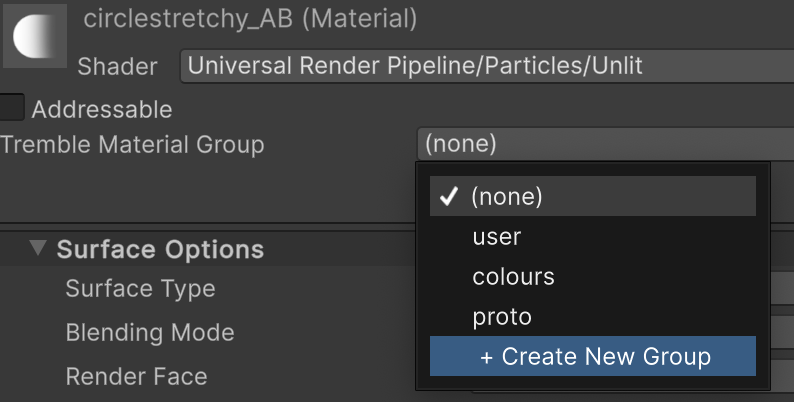 circlestretchy_AB (Material)
Shader Universal Render Pipeline/Particles/Unlit
Addressable
Tremble Material Group (none)
(none)
user
colours
proto
+ Create New Group
Surface Options
Surface Type
Blending Mode
Render Face